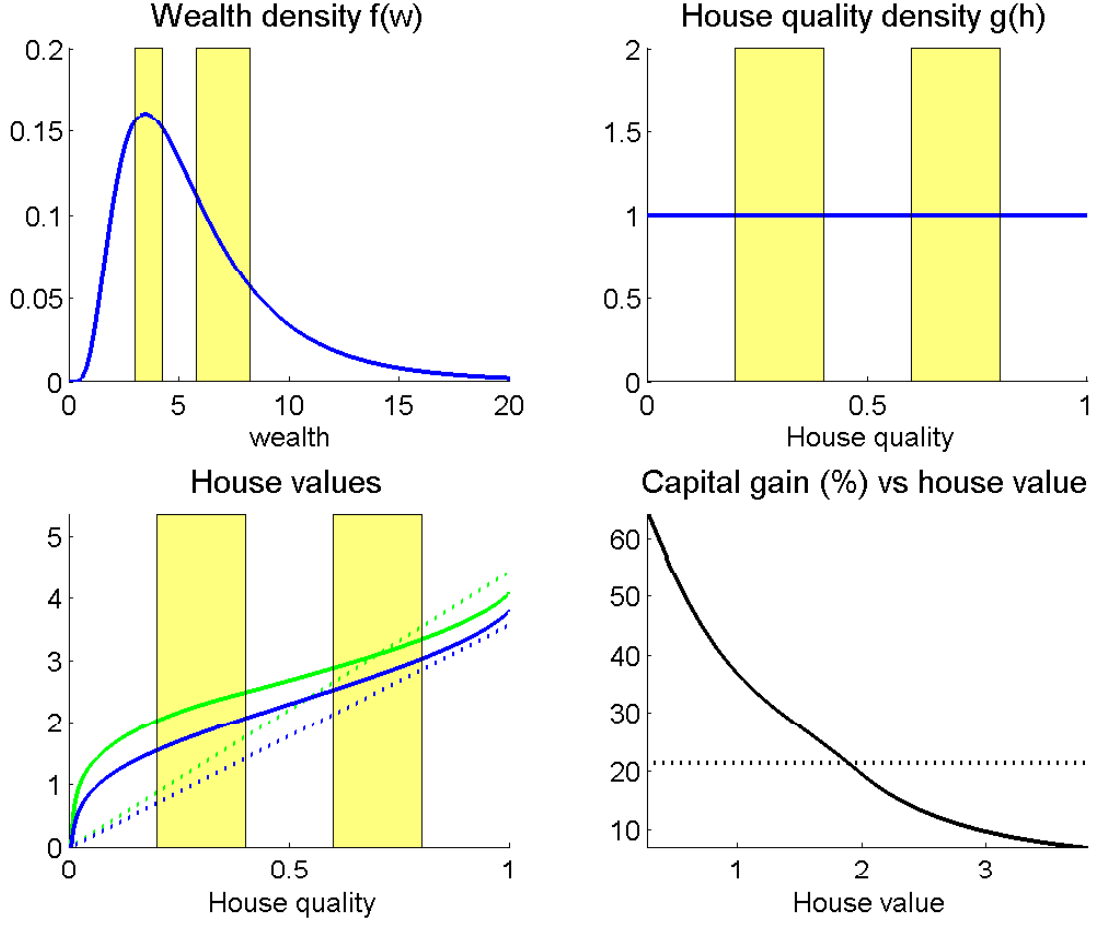 Wealth density f(w)
0.2
0.15
0.1
0.05
0
0 5 10 15 20
wealth
House quality density g(h)
2
1.5
1
0.5
0
0 0.5 1
House quality
House values
5
4
3
2
1
0
0 0.5 1
House quality
Capital gain (%) vs house value
60
50
40
30
20
10
1 2 3
House value